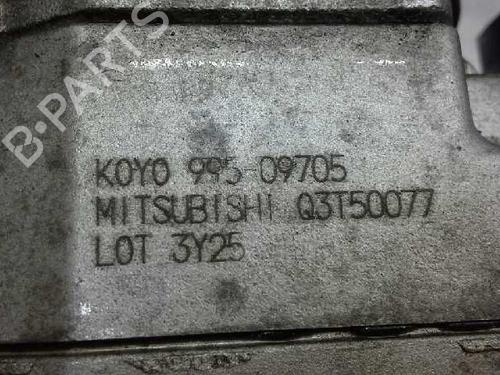 B-PARTS
KOYO 995-09705
MITSUBISHI Q3T50077
LOT 3Y25